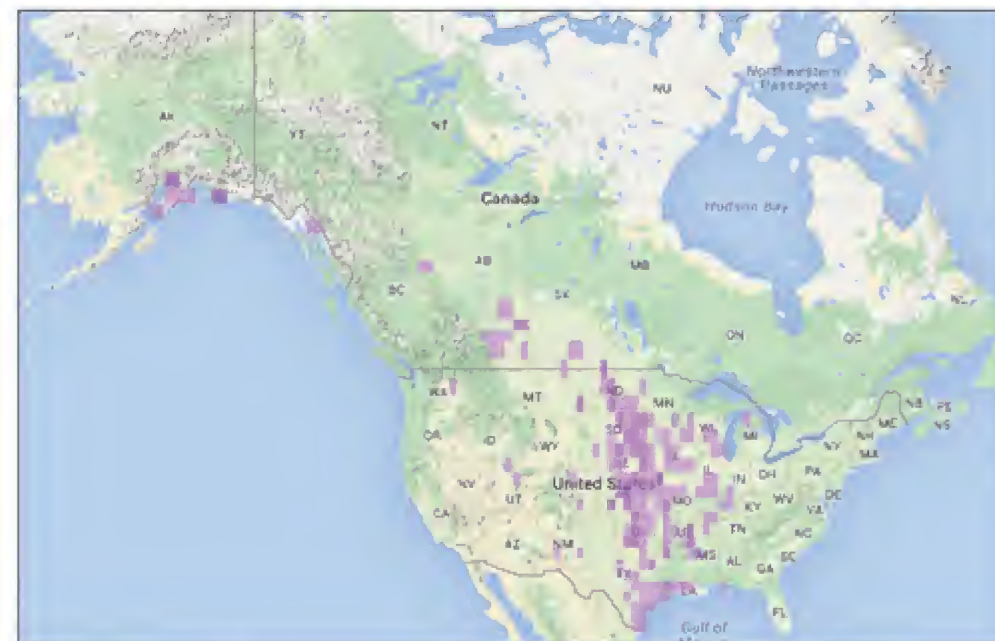 NU
Northwestern
Passages
AK
YT
NT
Canada
Hudson Bay
AB
MB
BC
SK
NL
ON
QC
WA
MT
ND
MN
NB
PE
NS
ME
OR
ID
WY
SD
WI
MI
NY
NH
MA
PA
IL
IN
OH
NV
UT
United States
MO
KY
WV
DE
VA
CA
TN
NC
AZ
NM
MS
AL
SC
GA
TX
LA
FL
Gulf of